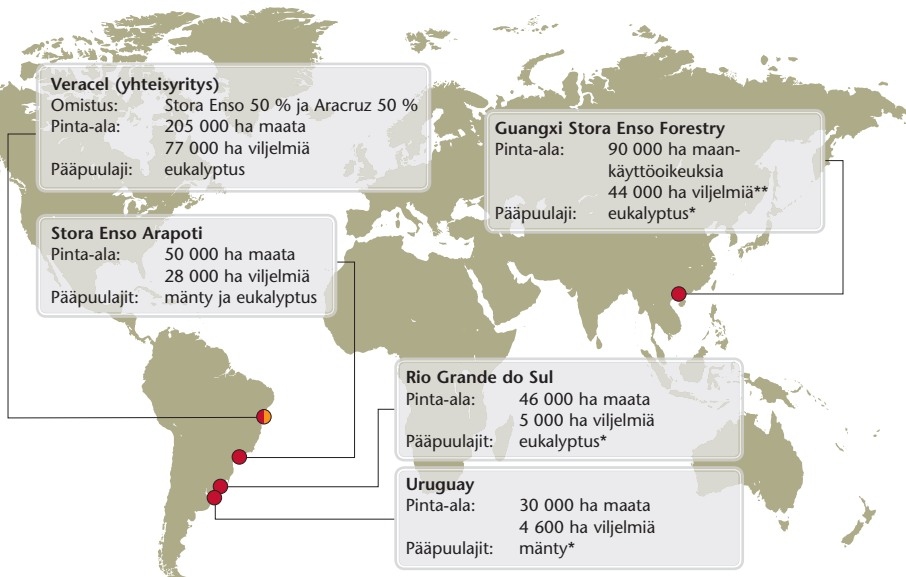 Veracel (yhteisyritys)
Omistus: Stora Enso 50 % ja Aracruz 50 %
Pinta-ala: 205 000 ha maata
77 000 ha viljelmiä
Pääpuulaji: eukalyptus
Guangxi Stora Enso Forestry
Pinta-ala: 90 000 ha maan-
käyttöoikeuksia
44 000 ha viljelmiä**
Pääpuulaji: eukalyptus*
Stora Enso Arapoti
Pinta-ala: 50 000 ha maata
28 000 ha viljelmiä
Pääpuulajit: mänty ja eukalyptus
Rio Grande do Sul
Pinta-ala: 46 000 ha maata
5 000 ha viljelmiä
Pääpuulajit: eukalyptus*
Uruguay
Pinta-ala: 30 000 ha maata
4 600 ha viljelmiä
Pääpuulajit: mänty*